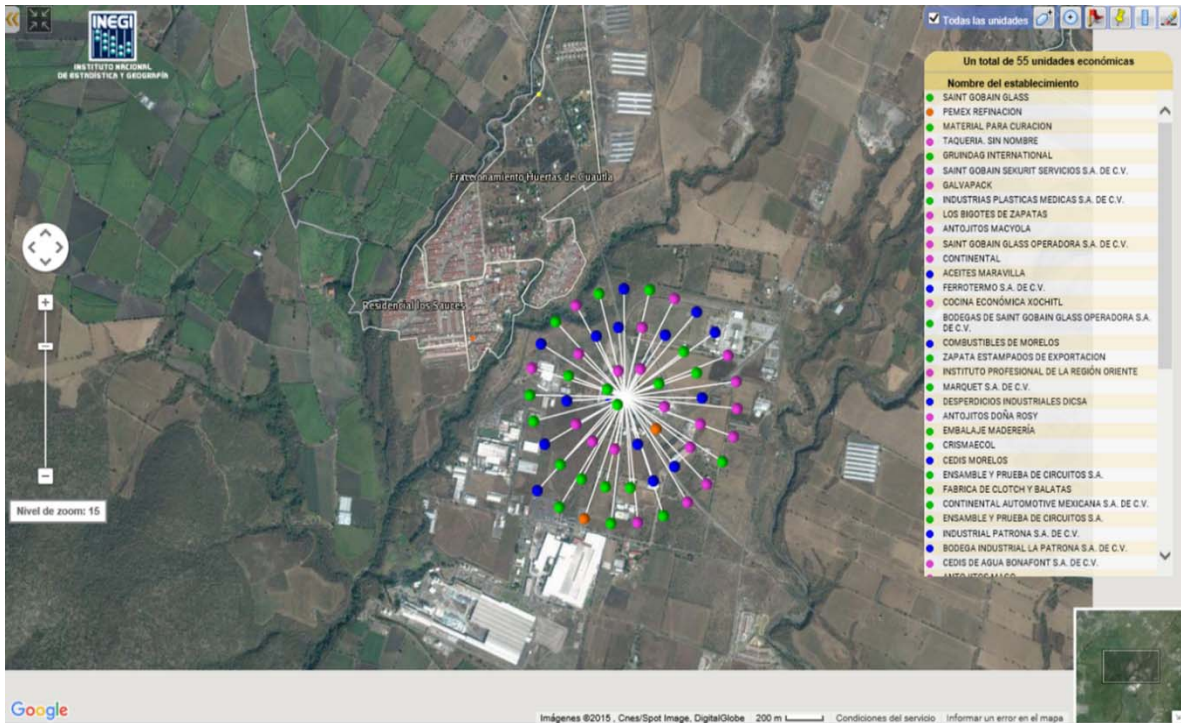 INEGI
INSTITUTO NACIONAL
DE ESTADÍSTICA Y GEOGRAFÍA
Fraccionamiento Huertas de Cuautla
Residencial los Sauces
Nivel de zoom: 15
Todas las unidades
Un total de 55 unidades económicas
Nombre del establecimiento
SAINT GOBAIN GLASS
PEMEX REFINACION
MATERIAL PARA CURACION
TAQUERIA. SIN NOMBRE
GRUINDAG INTERNATIONAL
SAINT GOBAIN SEKURIT SERVICIOS S.A. DE C.V.
GALVAPACK
INDUSTRIAS PLASTICAS MEDICAS S.A. DE C.V.
LOS BIGOTES DE ZAPATAS
ANTOJITOS MACYOLA
SAINT GOBAIN GLASS OPERADORA S.A. DE C.V.
CONTINENTAL
ACEITES MARAVILLA
FERROTERMO S.A. DE C.V.
COCINA ECONÓMICA XOCHITL
BODEGAS DE SAINT GOBAIN GLASS OPERADORA S.A.
DE C.V.
COMBUSTIBLES DE MORELOS
ZAPATA ESTAMPADOS DE EXPORTACION
INSTITUTO PROFESIONAL DE LA REGIÓN ORIENTE
MARQUET S.A. DE C.V.
DESPERDICIOS INDUSTRIALES DICSA
ANTOJITOS DOÑA ROSY
EMBALAJE MADERERÍA
CRISMAECOL
CEDIS MORELOS
ENSAMBLE Y PRUEBA DE CIRCUITOS S.A.
FABRICA DE CLOTCH Y BALATAS
CONTINENTAL AUTOMOTIVE MEXICANA S.A. DE C.V.
ENSAMBLE Y PRUEBA DE CIRCUITOS S.A.
INDUSTRIAL PATRONA S.A. DE C.V.
BODEGA INDUSTRIAL LA PATRONA S.A. DE C.V.
CEDIS DE AGUA BONAFONT S.A. DE C.V.
Google
Imágenes ©2015 , Cnes/Spot Image, DigitalGlobe
200 m
Condiciones del servicio
Informar un error en el mapa